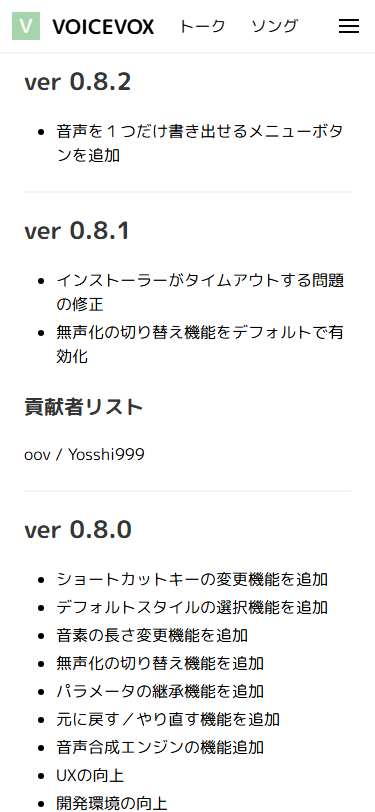 V VOICEVOX トーク ソング
ver 0.8.2
音声を１つだけ書き出せるメニューボタ
ンを追加
ver 0.8.1
インストーラーがタイムアウトする問題
の修正
無声化の切り替え機能をデフォルトで有
効化
貢献者リスト
oov / Yosshi999
ver 0.8.0
ショートカットキーの変更機能を追加
デフォルトスタイルの選択機能を追加
音素の長さ変更機能を追加
無声化の切り替え機能を追加
パラメータの継承機能を追加
元に戻す／やり直す機能を追加
音声合成エンジンの機能追加
UXの向上
開発環境の向上